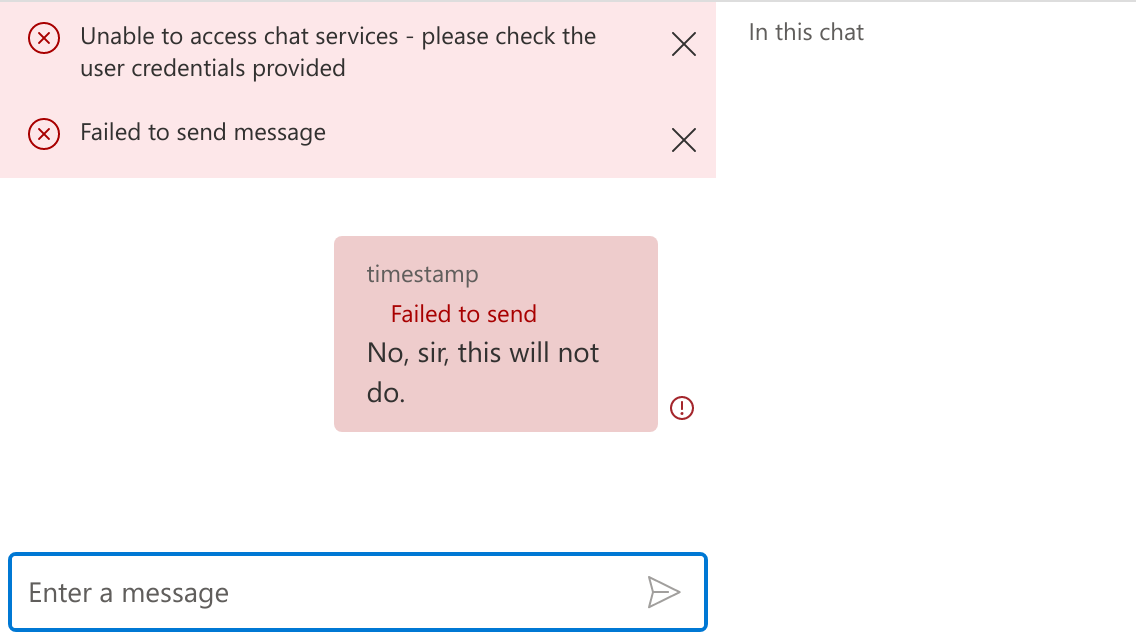 Unable to access chat services - please check the
user credentials provided
Failed to send message
In this chat
timestamp
Failed to send
No, sir, this will not
do.
Enter a message